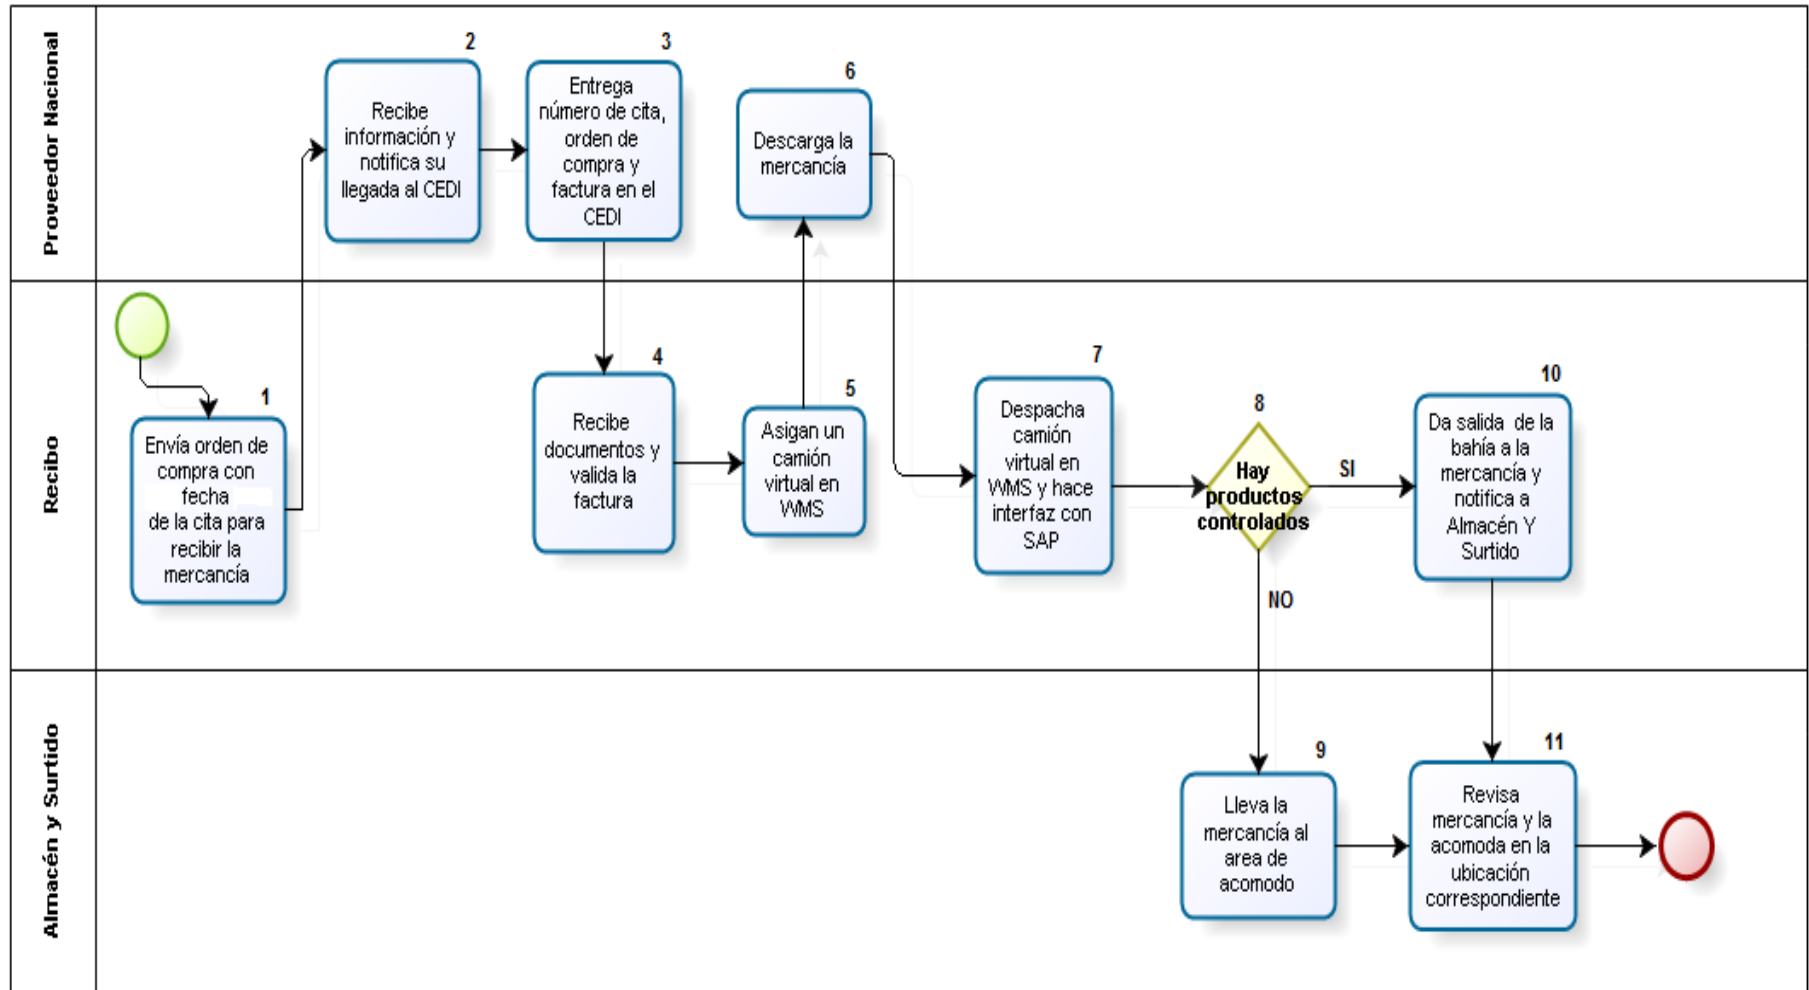 Proveedor Nacional
2
Recibe
información y
notifica su
llegada al CEDI
3
Entrega
número de cita,
orden de
compra y
factura en el
CEDI
6
Descarga la
mercancía
Recibo
1
Envía orden de
compra con
fecha
de la cita para
recibir la
mercancía
4
Recibe
documentos y
valida la
factura
5
Asigan un
camión
virtual en
WMS
7
Despacha
camión
virtual en
WMS y hace
interfaz con
SAP
8
Hay
productos
controlados
SI
NO
10
Da salida de la
bahía a la
mercancía y
notifica a
Almacén Y
Surtido
Almacén y Surtido
9
Lleva la
mercancía al
area de
acomodo
11
Revisa
mercancía y la
acomoda en la
ubicación
correspondiente